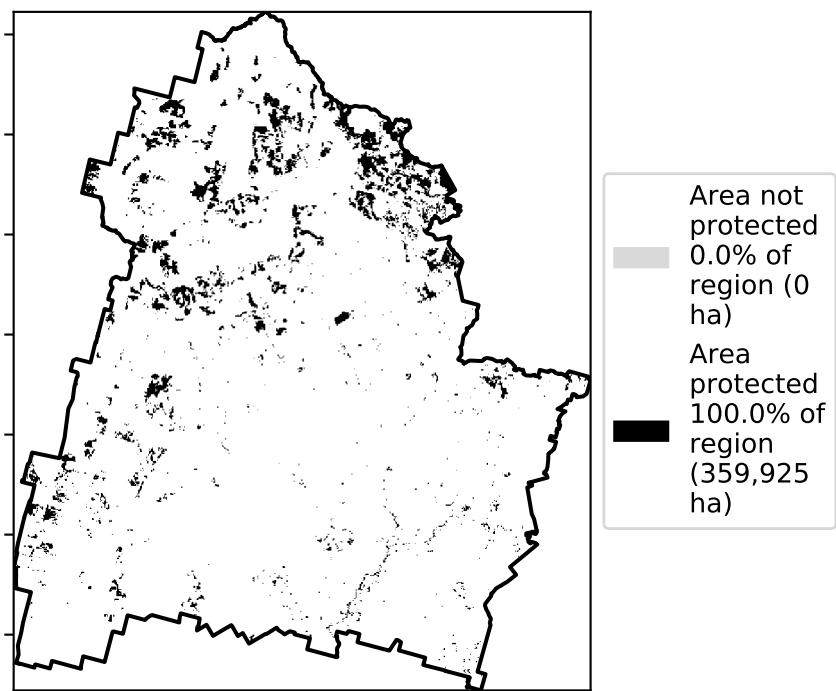 Area not
protected
0.0% of
region (0
ha)
Area
protected
100.0% of
region
(359,925
ha)